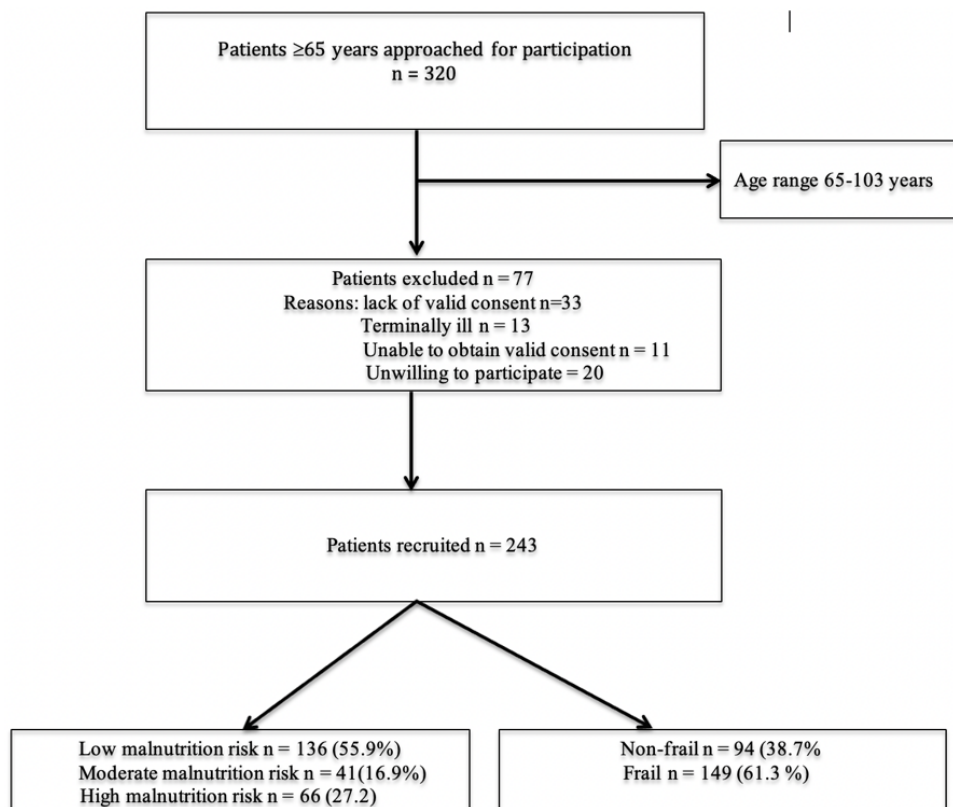 Patients ≥65 years approached for participation
n = 320
Age range 65-103 years
Patients excluded n = 77
Reasons: lack of valid consent n=33
Terminally ill n = 13
Unable to obtain valid consent n = 11
Unwilling to participate = 20
Patients recruited n = 243
Low malnutrition risk n = 136 (55.9%)
Moderate malnutrition risk n = 41(16.9%)
High malnutrition risk n = 66 (27.2)
Non-frail n = 94 (38.7%
Frail n = 149 (61.3 %)